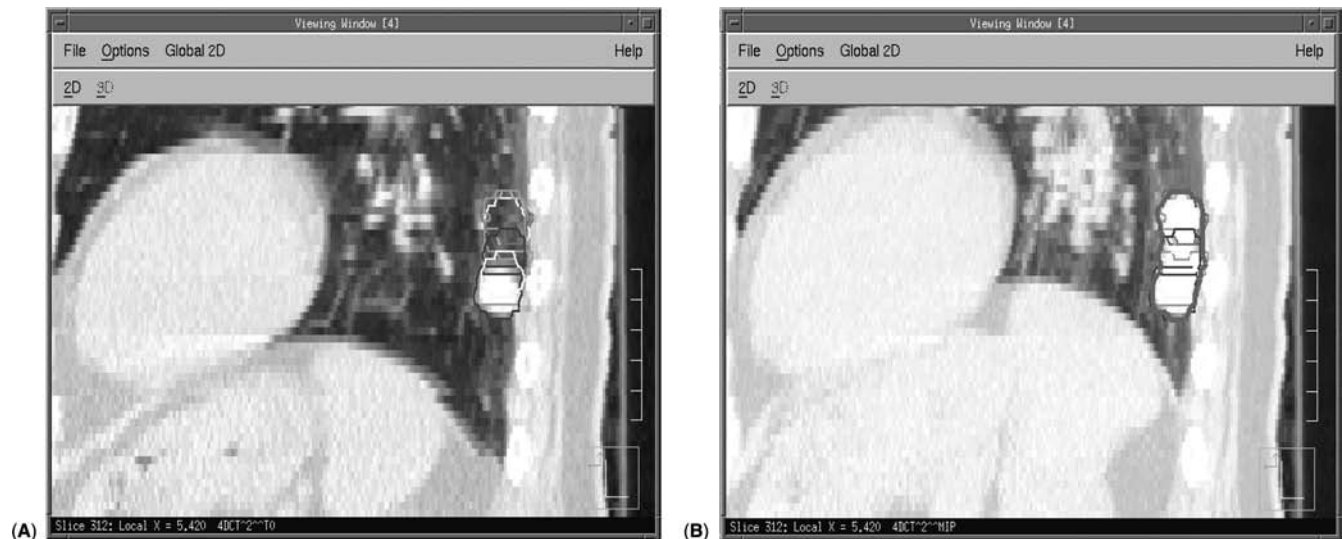 Viewing Window [4]
File Options Global 2D Help
2D 3D
Slice 312: Local X = 5.420 4DCT^2^^T0
(A)
Viewing Window [4]
File Options Global 2D Help
2D 3D
Slice 312: Local X = 5.420 4DCT^2^^MIP
(B)